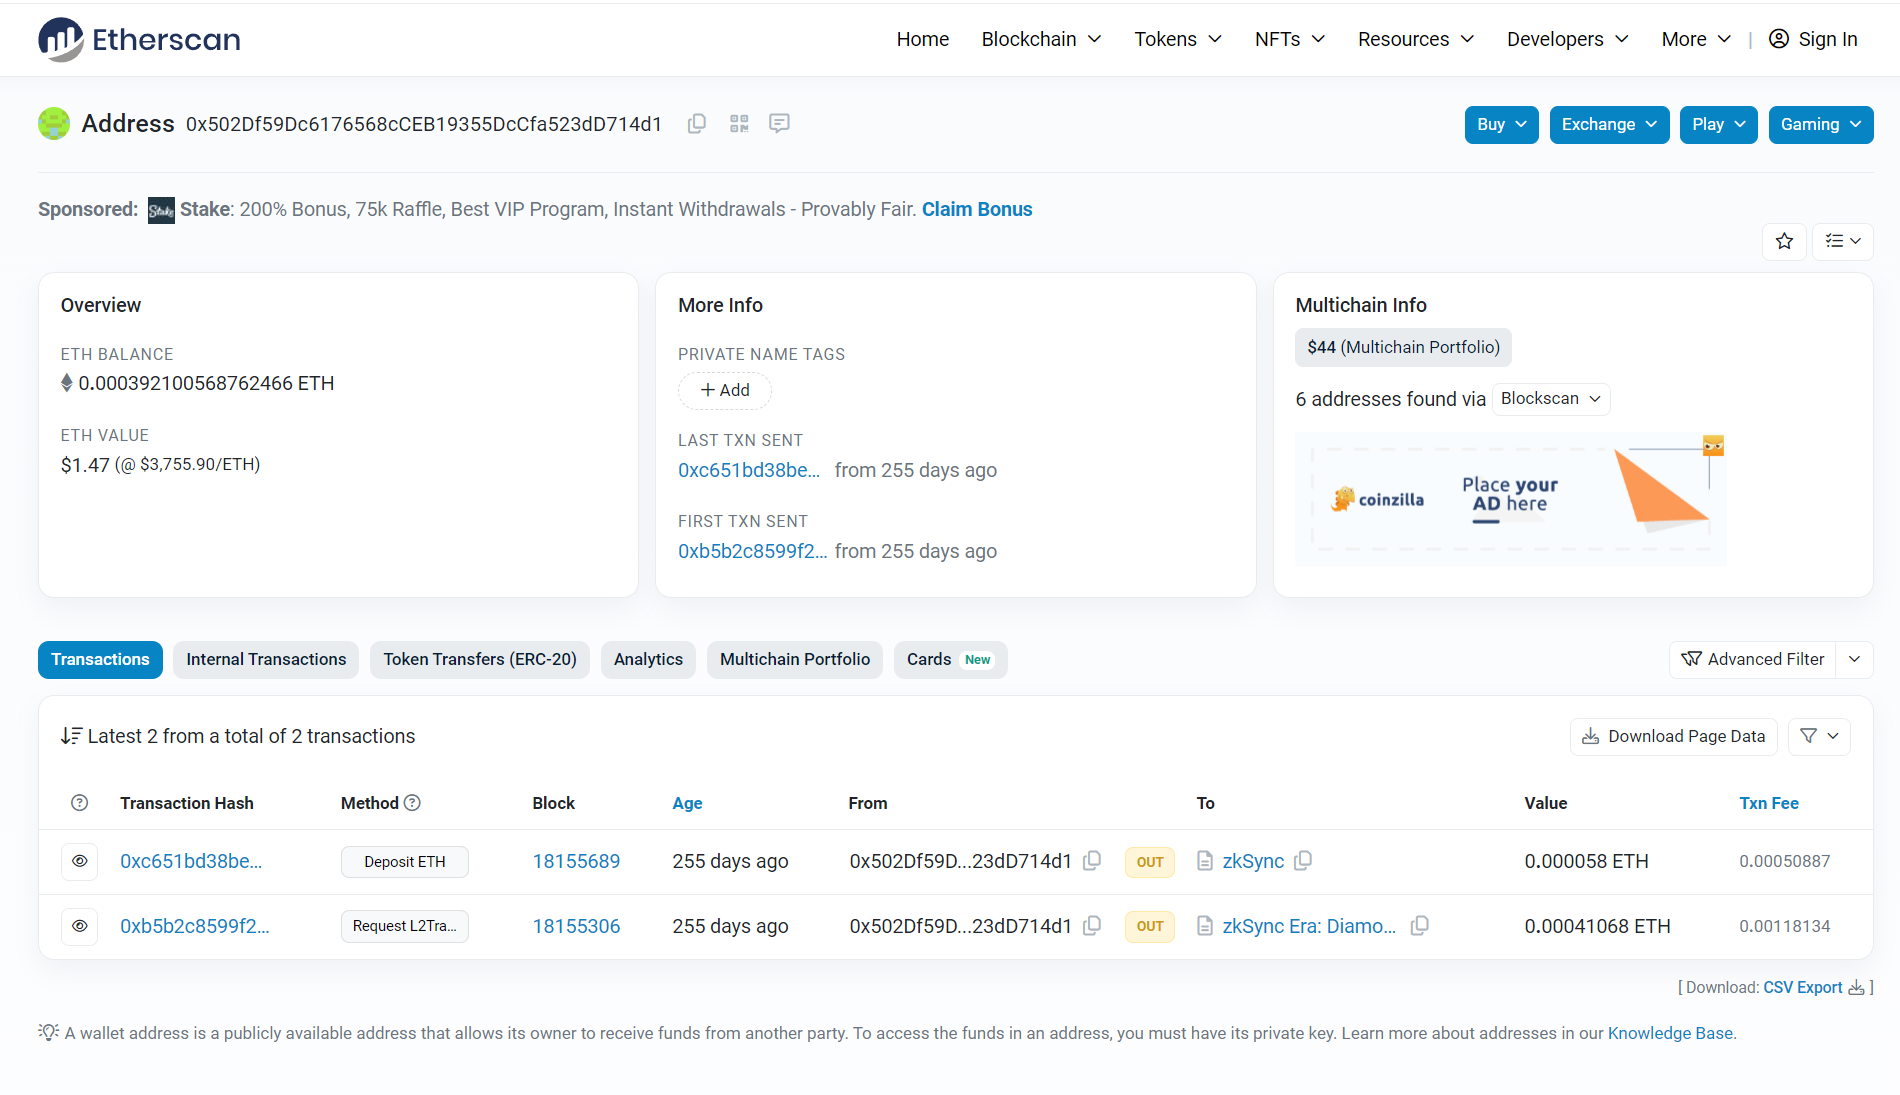 Etherscan
Home Blockchain Tokens NFTs Resources Developers More | Sign In
Address 0x502Df59Dc6176568cCEB19355DcCfa523dD714d1
Buy Exchange Play Gaming
Sponsored: Stake Stake: 200% Bonus, 75k Raffle, Best VIP Program, Instant Withdrawals - Provably Fair. Claim Bonus
Overview
ETH BALANCE
0.000392100568762466 ETH
ETH VALUE
$1.47 (@ $3,755.90/ETH)
More Info
PRIVATE NAME TAGS
+ Add
LAST TXN SENT
0xc651bd38be... from 255 days ago
FIRST TXN SENT
0xb5b2c8599f2... from 255 days ago
Multichain Info
$44 (Multichain Portfolio)
6 addresses found via Blockscan
coinzilla
Place your
AD here
Transactions Internal Transactions Token Transfers (ERC-20) Analytics Multichain Portfolio Cards New
Advanced Filter
Latest 2 from a total of 2 transactions
Download Page Data
Transaction Hash Method Block Age From To Value Txn Fee
0xc651bd38be... Deposit ETH 18155689 255 days ago 0x502Df59D...23dD714d1 OUT zkSync 0.000058 ETH 0.00050887
0xb5b2c8599f2... Request L2Tra... 18155306 255 days ago 0x502Df59D...23dD714d1 OUT zkSync Era: Diamo... 0.00041068 ETH 0.00118134
[ Download: CSV Export ]
A wallet address is a publicly available address that allows its owner to receive funds from another party. To access the funds in an address, you must have its private key. Learn more about addresses in our Knowledge Base.